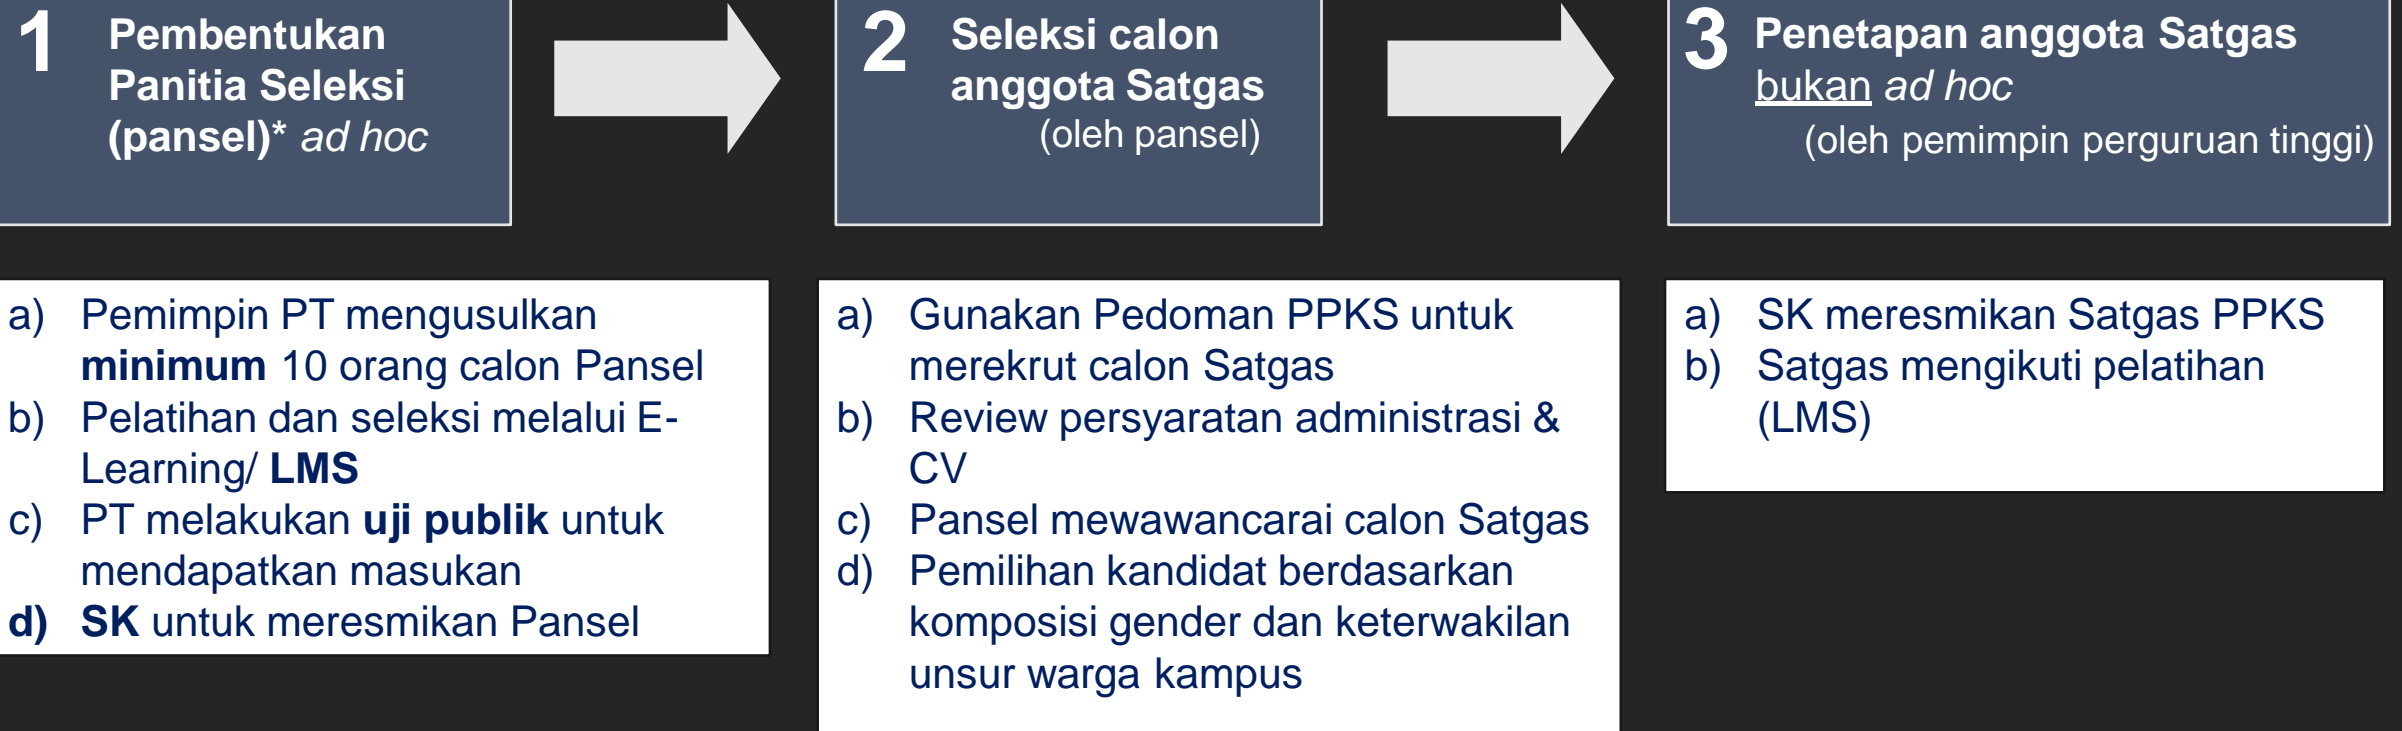 1
Pembentukan
Panitia Seleksi
(pansel)* ad hoc
2
Seleksi calon
anggota Satgas
(oleh pansel)
3
Penetapan anggota Satgas
bukan ad hoc
(oleh pemimpin perguruan tinggi)
a) Pemimpin PT mengusulkan
minimum 10 orang calon Pansel
b) Pelatihan dan seleksi melalui E-
Learning/ LMS
c) PT melakukan uji publik untuk
mendapatkan masukan
d) SK untuk meresmikan Pansel
a) Gunakan Pedoman PPKS untuk
merekrut calon Satgas
b) Review persyaratan administrasi &
CV
c) Pansel mewawancarai calon Satgas
d) Pemilihan kandidat berdasarkan
komposisi gender dan keterwakilan
unsur warga kampus
a) SK meresmikan Satgas PPKS
b) Satgas mengikuti pelatihan
(LMS)